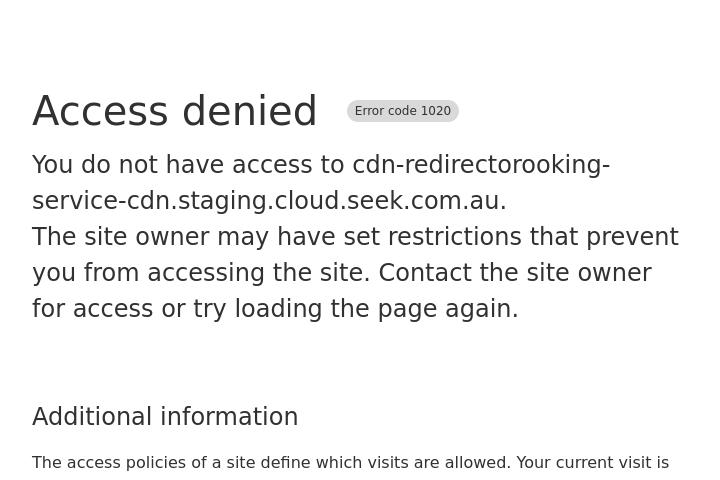 Access denied Error code 1020
You do not have access to cdn-redirectorooking-
service-cdn.staging.cloud.seek.com.au.
The site owner may have set restrictions that prevent
you from accessing the site. Contact the site owner
for access or try loading the page again.
Additional information
The access policies of a site define which visits are allowed. Your current visit is